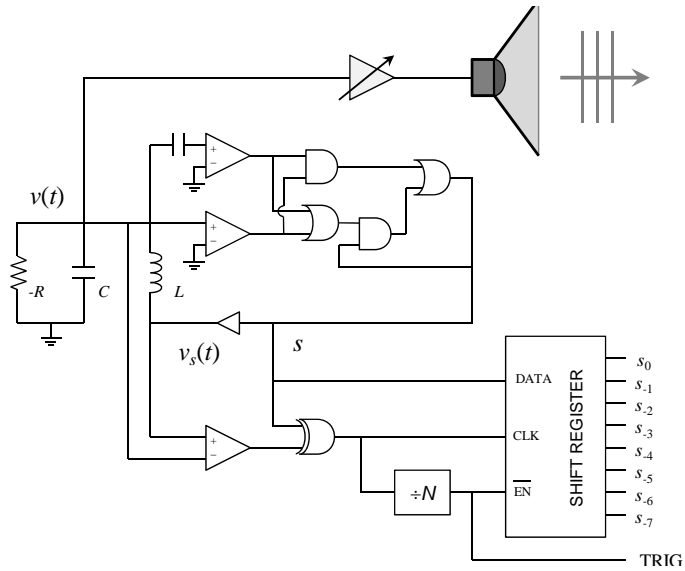 v(t)
+
−
+
−
-R
C
L
v_s(t)
s
+
−
DATA
CLK
EN
SHIFT REGISTER
÷N
s_0
s_-1
s_-2
s_-3
s_-4
s_-5
s_-6
s_-7
TRIG